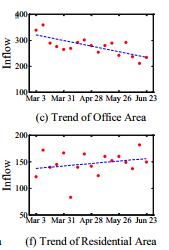 400
300
200
100
Inflow
Mar 3 Mar 31 Apr 28 May 26 Jun 23
(c) Trend of Office Area
200
150
100
50
Inflow
Mar 3 Mar 31 Apr 28 May 26 Jun 23
(f) Trend of Residential Area